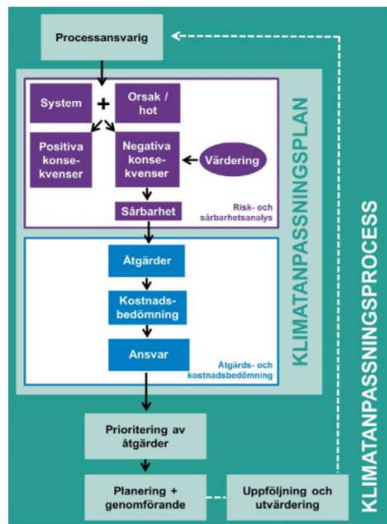 Processansvarig
System
+
Orsak /
hot
Positiva
konse-
kvenser
Negativa
konse-
kvenser
Värdering
Sårbarhet
Risk- och
sårbarhetsanalys
Åtgärder
Kostnads-
bedömning
Ansvar
Åtgärds- och
kostnadsbedömning
KLIMATANPASSNINGSPLAN
Prioritering av
åtgärder
Planering +
genomförande
Uppföljning och
utvärdering
KLIMATANPASSNINGSPROCESS